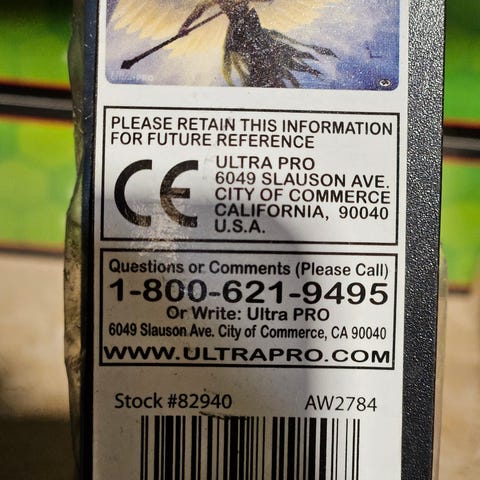 Ultra•PRO
PLEASE RETAIN THIS INFORMATION
FOR FUTURE REFERENCE
CE
ULTRA PRO
6049 SLAUSON AVE.
CITY OF COMMERCE
CALIFORNIA, 90040
U.S.A.
Questions or Comments (Please Call)
1-800-621-9495
Or Write: Ultra PRO
6049 Slauson Ave. City of Commerce, CA 90040
WWW.ULTRAPRO.COM
Stock #82940 AW2784